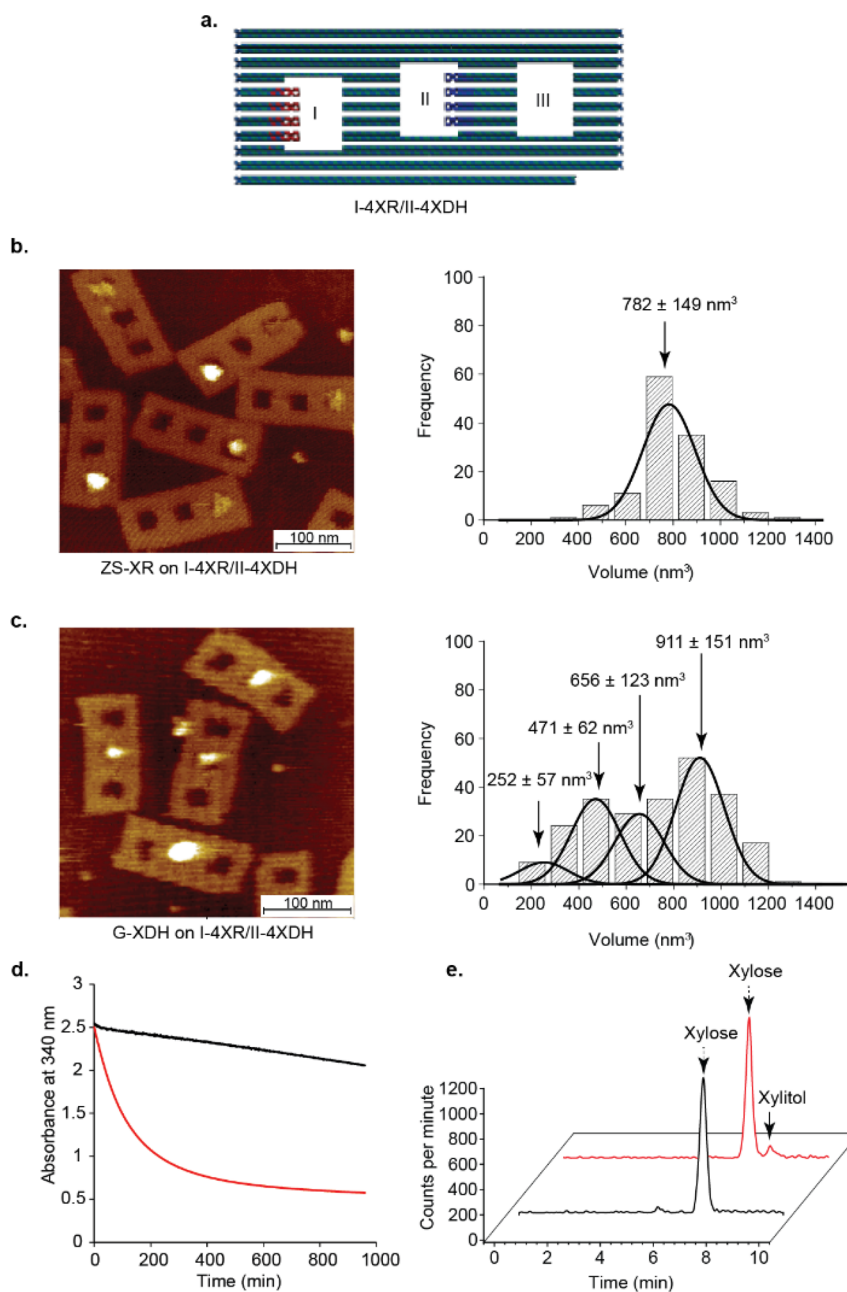 a.
I
II
III
I-4XR/II-4XDH
b.
100 nm
ZS-XR on I-4XR/II-4XDH
100
80
60
40
20
0
Frequency
782 ± 149 nm³
0 200 400 600 800 1000 1200 1400
Volume (nm³)
c.
100 nm
G-XDH on I-4XR/II-4XDH
100
80
60
40
20
0
Frequency
911 ± 151 nm³
656 ± 123 nm³
471 ± 62 nm³
252 ± 57 nm³
0 200 400 600 800 1000 1200 1400
Volume (nm³)
d.
3
2.5
2
1.5
1
0.5
0
Absorbance at 340 nm
0 200 400 600 800 1000
Time (min)
e.
Xylose
Xylose
Xylitol
1200
1000
800
600
400
200
0
Counts per minute
0 2 4 6 8 10
Time (min)